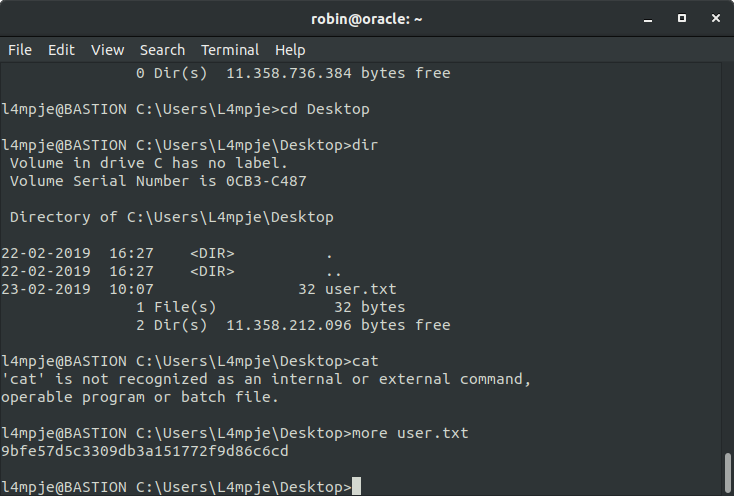 robin@oracle: ~
File Edit View Search Terminal Help
               0 Dir(s)  11.358.736.384 bytes free

l4mpje@BASTION C:\Users\L4mpje>cd Desktop

l4mpje@BASTION C:\Users\L4mpje\Desktop>dir
 Volume in drive C has no label.
 Volume Serial Number is 0CB3-C487

 Directory of C:\Users\L4mpje\Desktop

22-02-2019  16:27    <DIR>          .
22-02-2019  16:27    <DIR>          ..
23-02-2019  10:07                32 user.txt
               1 File(s)             32 bytes
               2 Dir(s)  11.358.212.096 bytes free

l4mpje@BASTION C:\Users\L4mpje\Desktop>cat
'cat' is not recognized as an internal or external command,
operable program or batch file.

l4mpje@BASTION C:\Users\L4mpje\Desktop>more user.txt
9bfe57d5c3309db3a151772f9d86c6cd

l4mpje@BASTION C:\Users\L4mpje\Desktop>